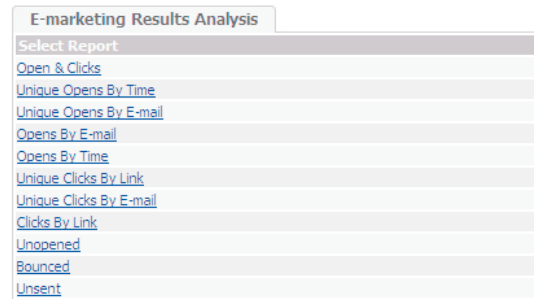 E-marketing Results Analysis
Select Report
Open & Clicks
Unique Opens By Time
Unique Opens By E-mail
Opens By E-mail
Opens By Time
Unique Clicks By Link
Unique Clicks By E-mail
Clicks By Link
Unopened
Bounced
Unsent